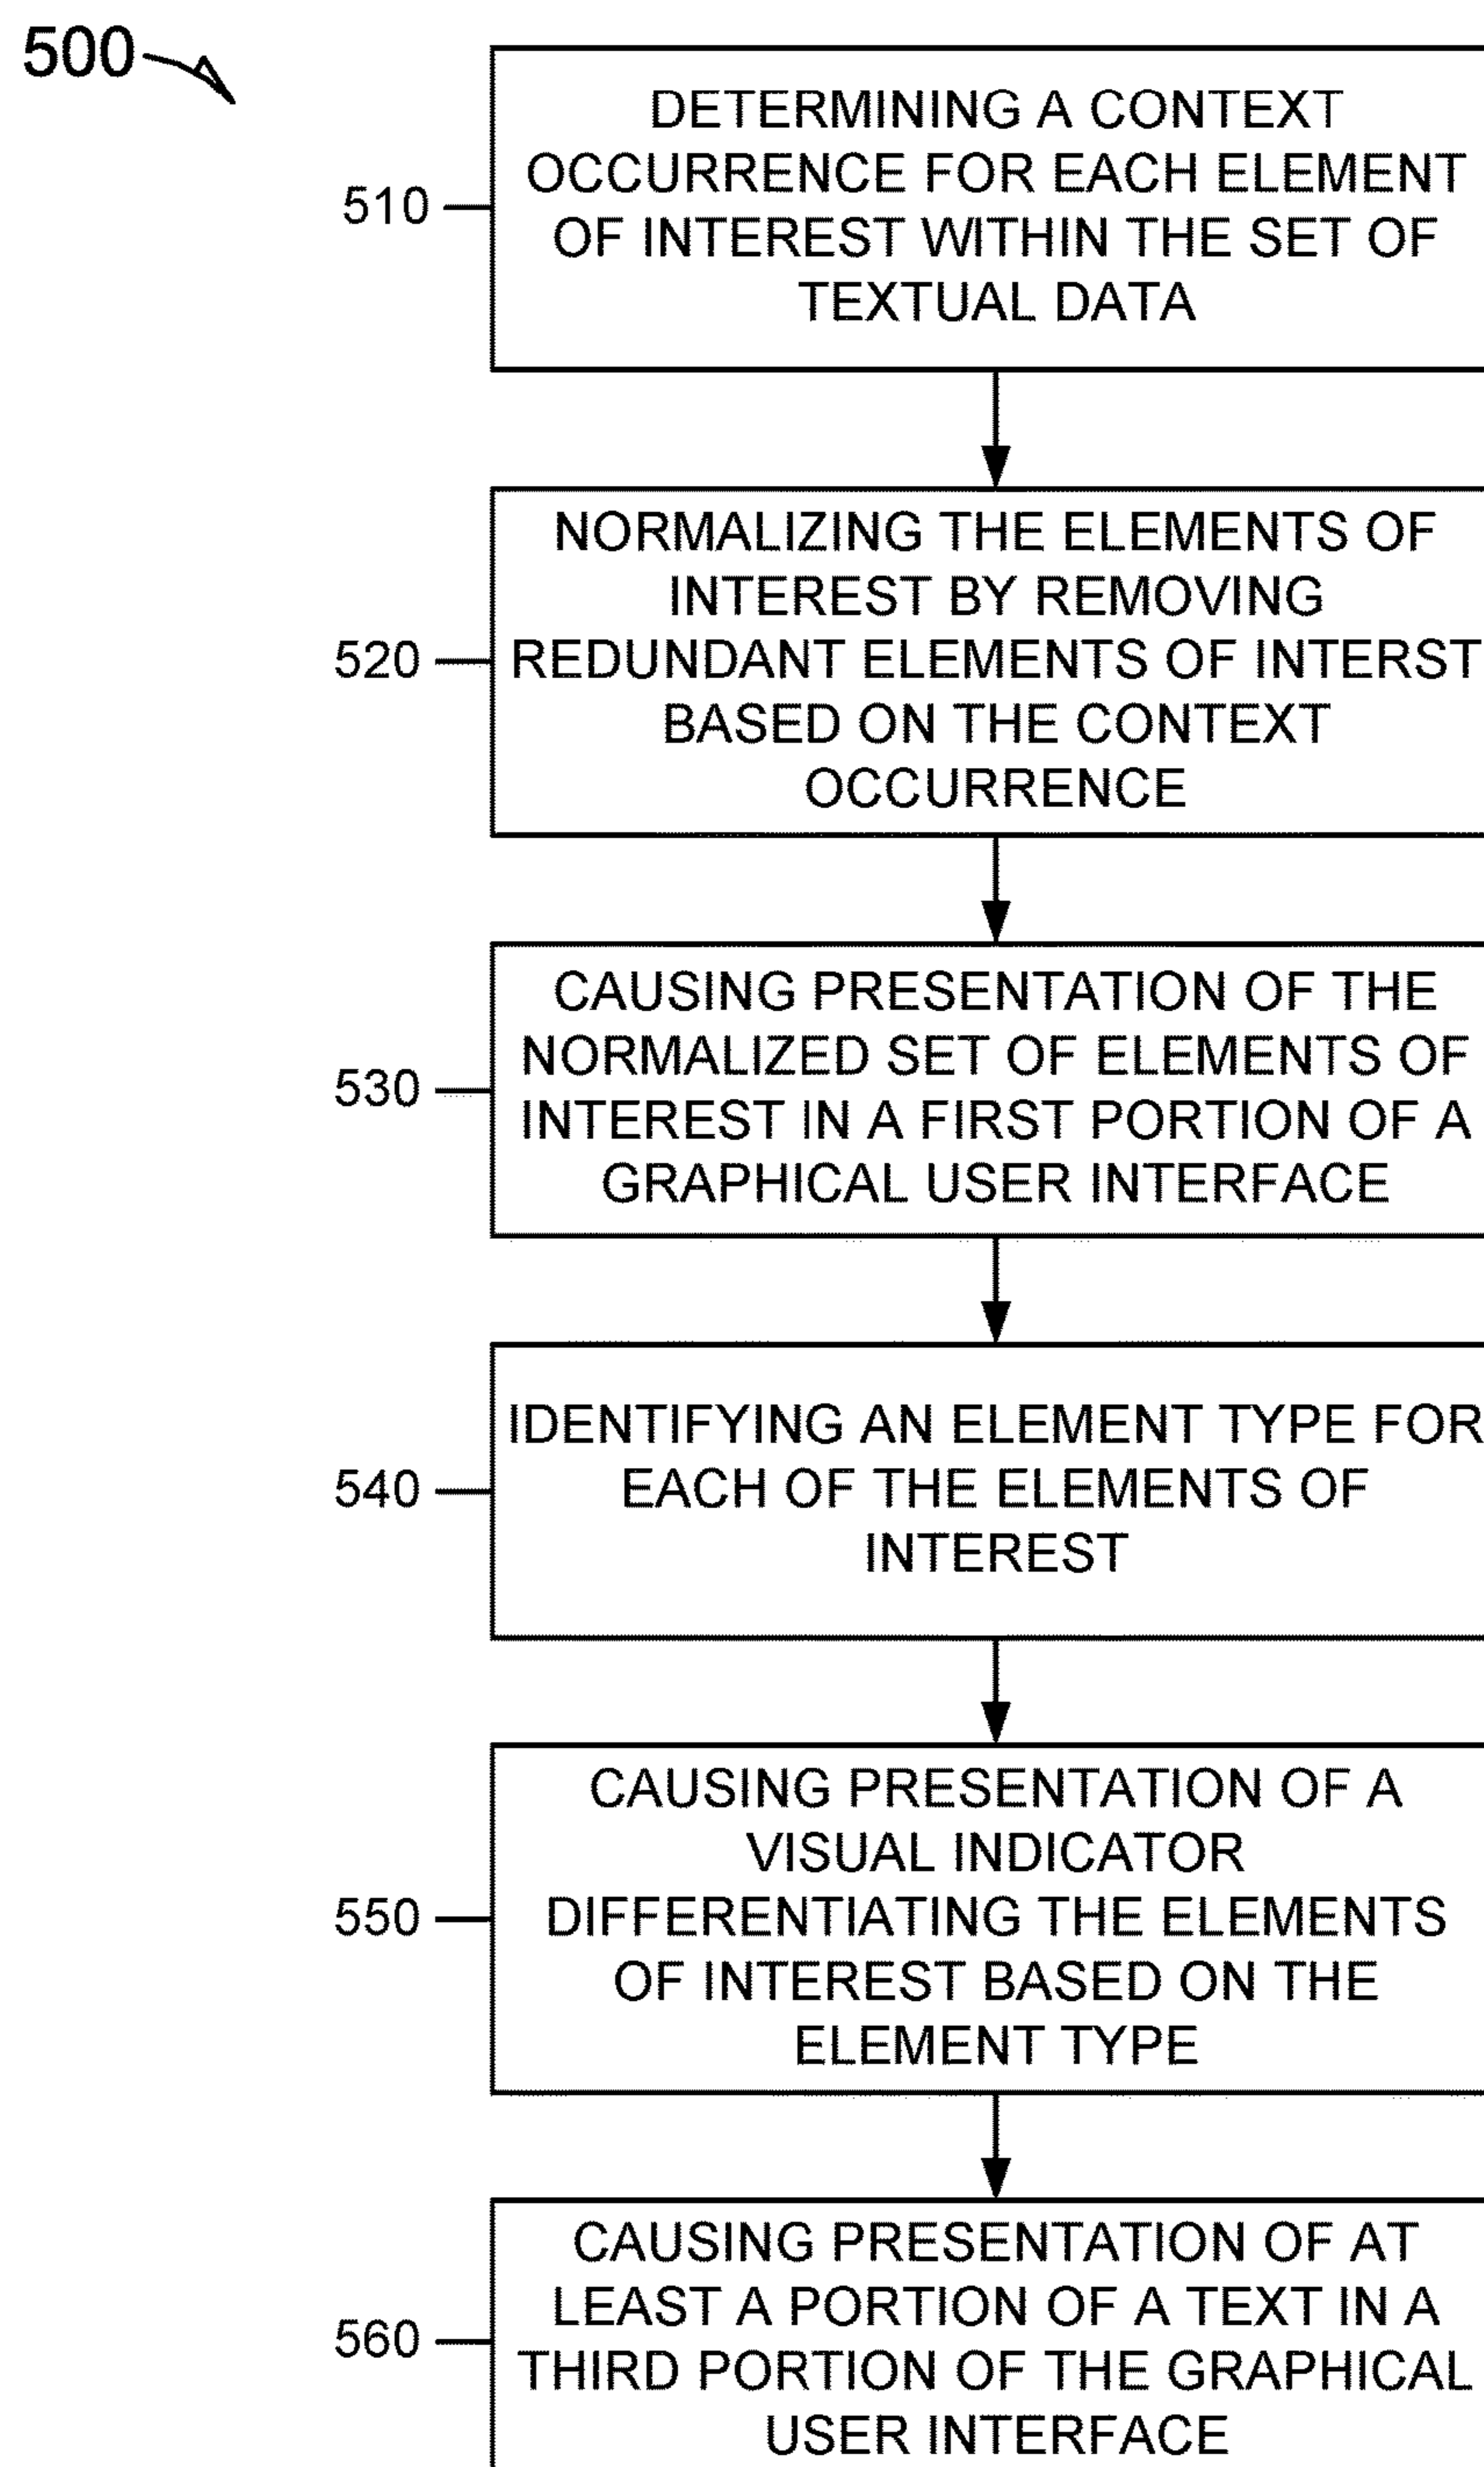 500
DETERMINING A CONTEXT
OCCURRENCE FOR EACH ELEMENT
OF INTEREST WITHIN THE SET OF
TEXTUAL DATA
510
NORMALIZING THE ELEMENTS OF
INTEREST BY REMOVING
REDUNDANT ELEMENTS OF INTERST
BASED ON THE CONTEXT
OCCURRENCE
520
CAUSING PRESENTATION OF THE
NORMALIZED SET OF ELEMENTS OF
INTEREST IN A FIRST PORTION OF A
GRAPHICAL USER INTERFACE
530
IDENTIFYING AN ELEMENT TYPE FOR
EACH OF THE ELEMENTS OF
INTEREST
540
CAUSING PRESENTATION OF A
VISUAL INDICATOR
DIFFERENTIATING THE ELEMENTS
OF INTEREST BASED ON THE
ELEMENT TYPE
550
CAUSING PRESENTATION OF AT
LEAST A PORTION OF A TEXT IN A
THIRD PORTION OF THE GRAPHICAL
USER INTERFACE
560